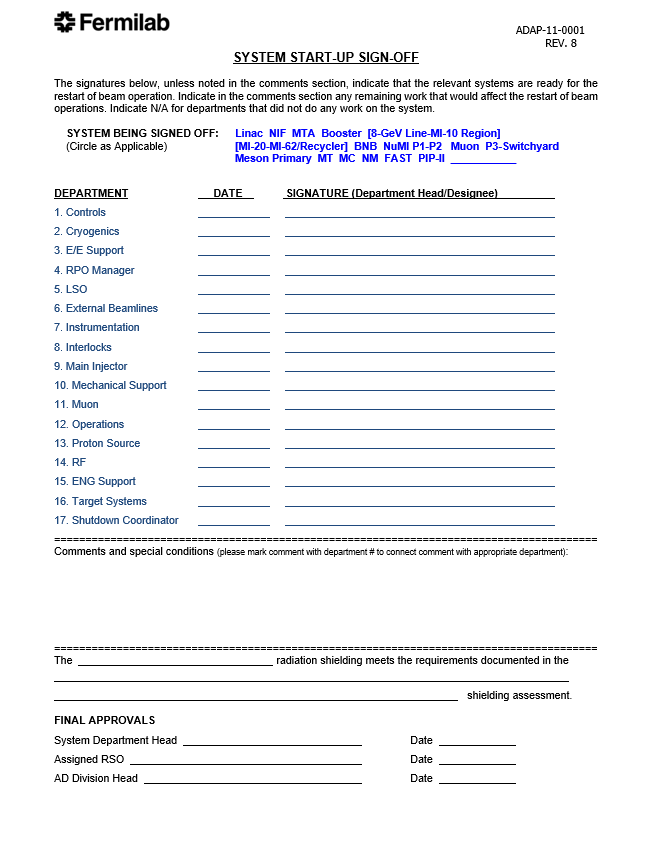 Fermilab
ADAP-11-0001
REV. 8
SYSTEM START-UP SIGN-OFF
The signatures below, unless noted in the comments section, indicate that the relevant systems are ready for the
restart of beam operation. Indicate in the comments section any remaining work that would affect the restart of beam
operations. Indicate N/A for departments that did not do any work on the system.
SYSTEM BEING SIGNED OFF: Linac NIF MTA Booster [8-GeV Line-MI-10 Region]
(Circle as Applicable) [MI-20-MI-62/Recycler] BNB NuMI P1-P2 Muon P3-Switchyard
Meson Primary MT MC NM FAST PIP-II ___________
DEPARTMENT DATE SIGNATURE (Department Head/Designee)
1. Controls
2. Cryogenics
3. E/E Support
4. RPO Manager
5. LSO
6. External Beamlines
7. Instrumentation
8. Interlocks
9. Main Injector
10. Mechanical Support
11. Muon
12. Operations
13. Proton Source
14. RF
15. ENG Support
16. Target Systems
17. Shutdown Coordinator
=======================================================================================
Comments and special conditions (please mark comment with department # to connect comment with appropriate department):
=======================================================================================
The ______________ radiation shielding meets the requirements documented in the
______________
______________ shielding assessment.
FINAL APPROVALS
System Department Head ______________ Date ___________
Assigned RSO ______________ Date ___________
AD Division Head ______________ Date ___________